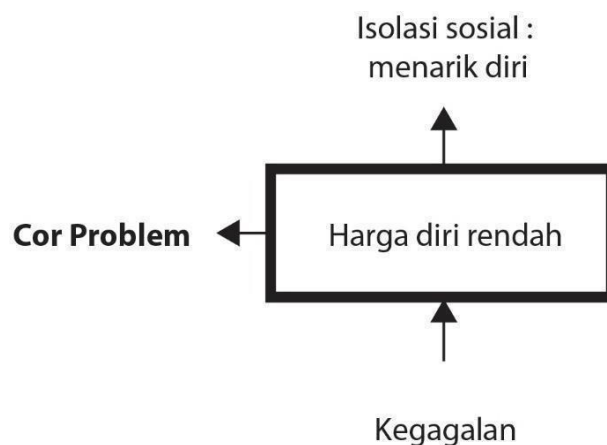 Isolasi sosial :
menarik diri
Cor Problem
Harga diri rendah
Kegagalan